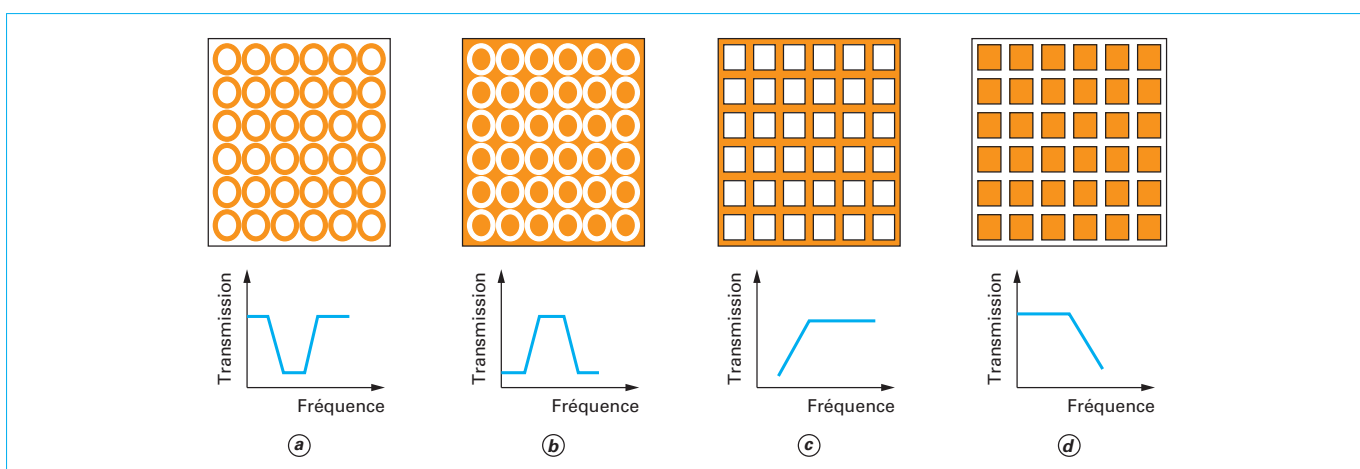 Transmission
Fréquence
a
Transmission
Fréquence
b
Transmission
Fréquence
c
Transmission
Fréquence
d